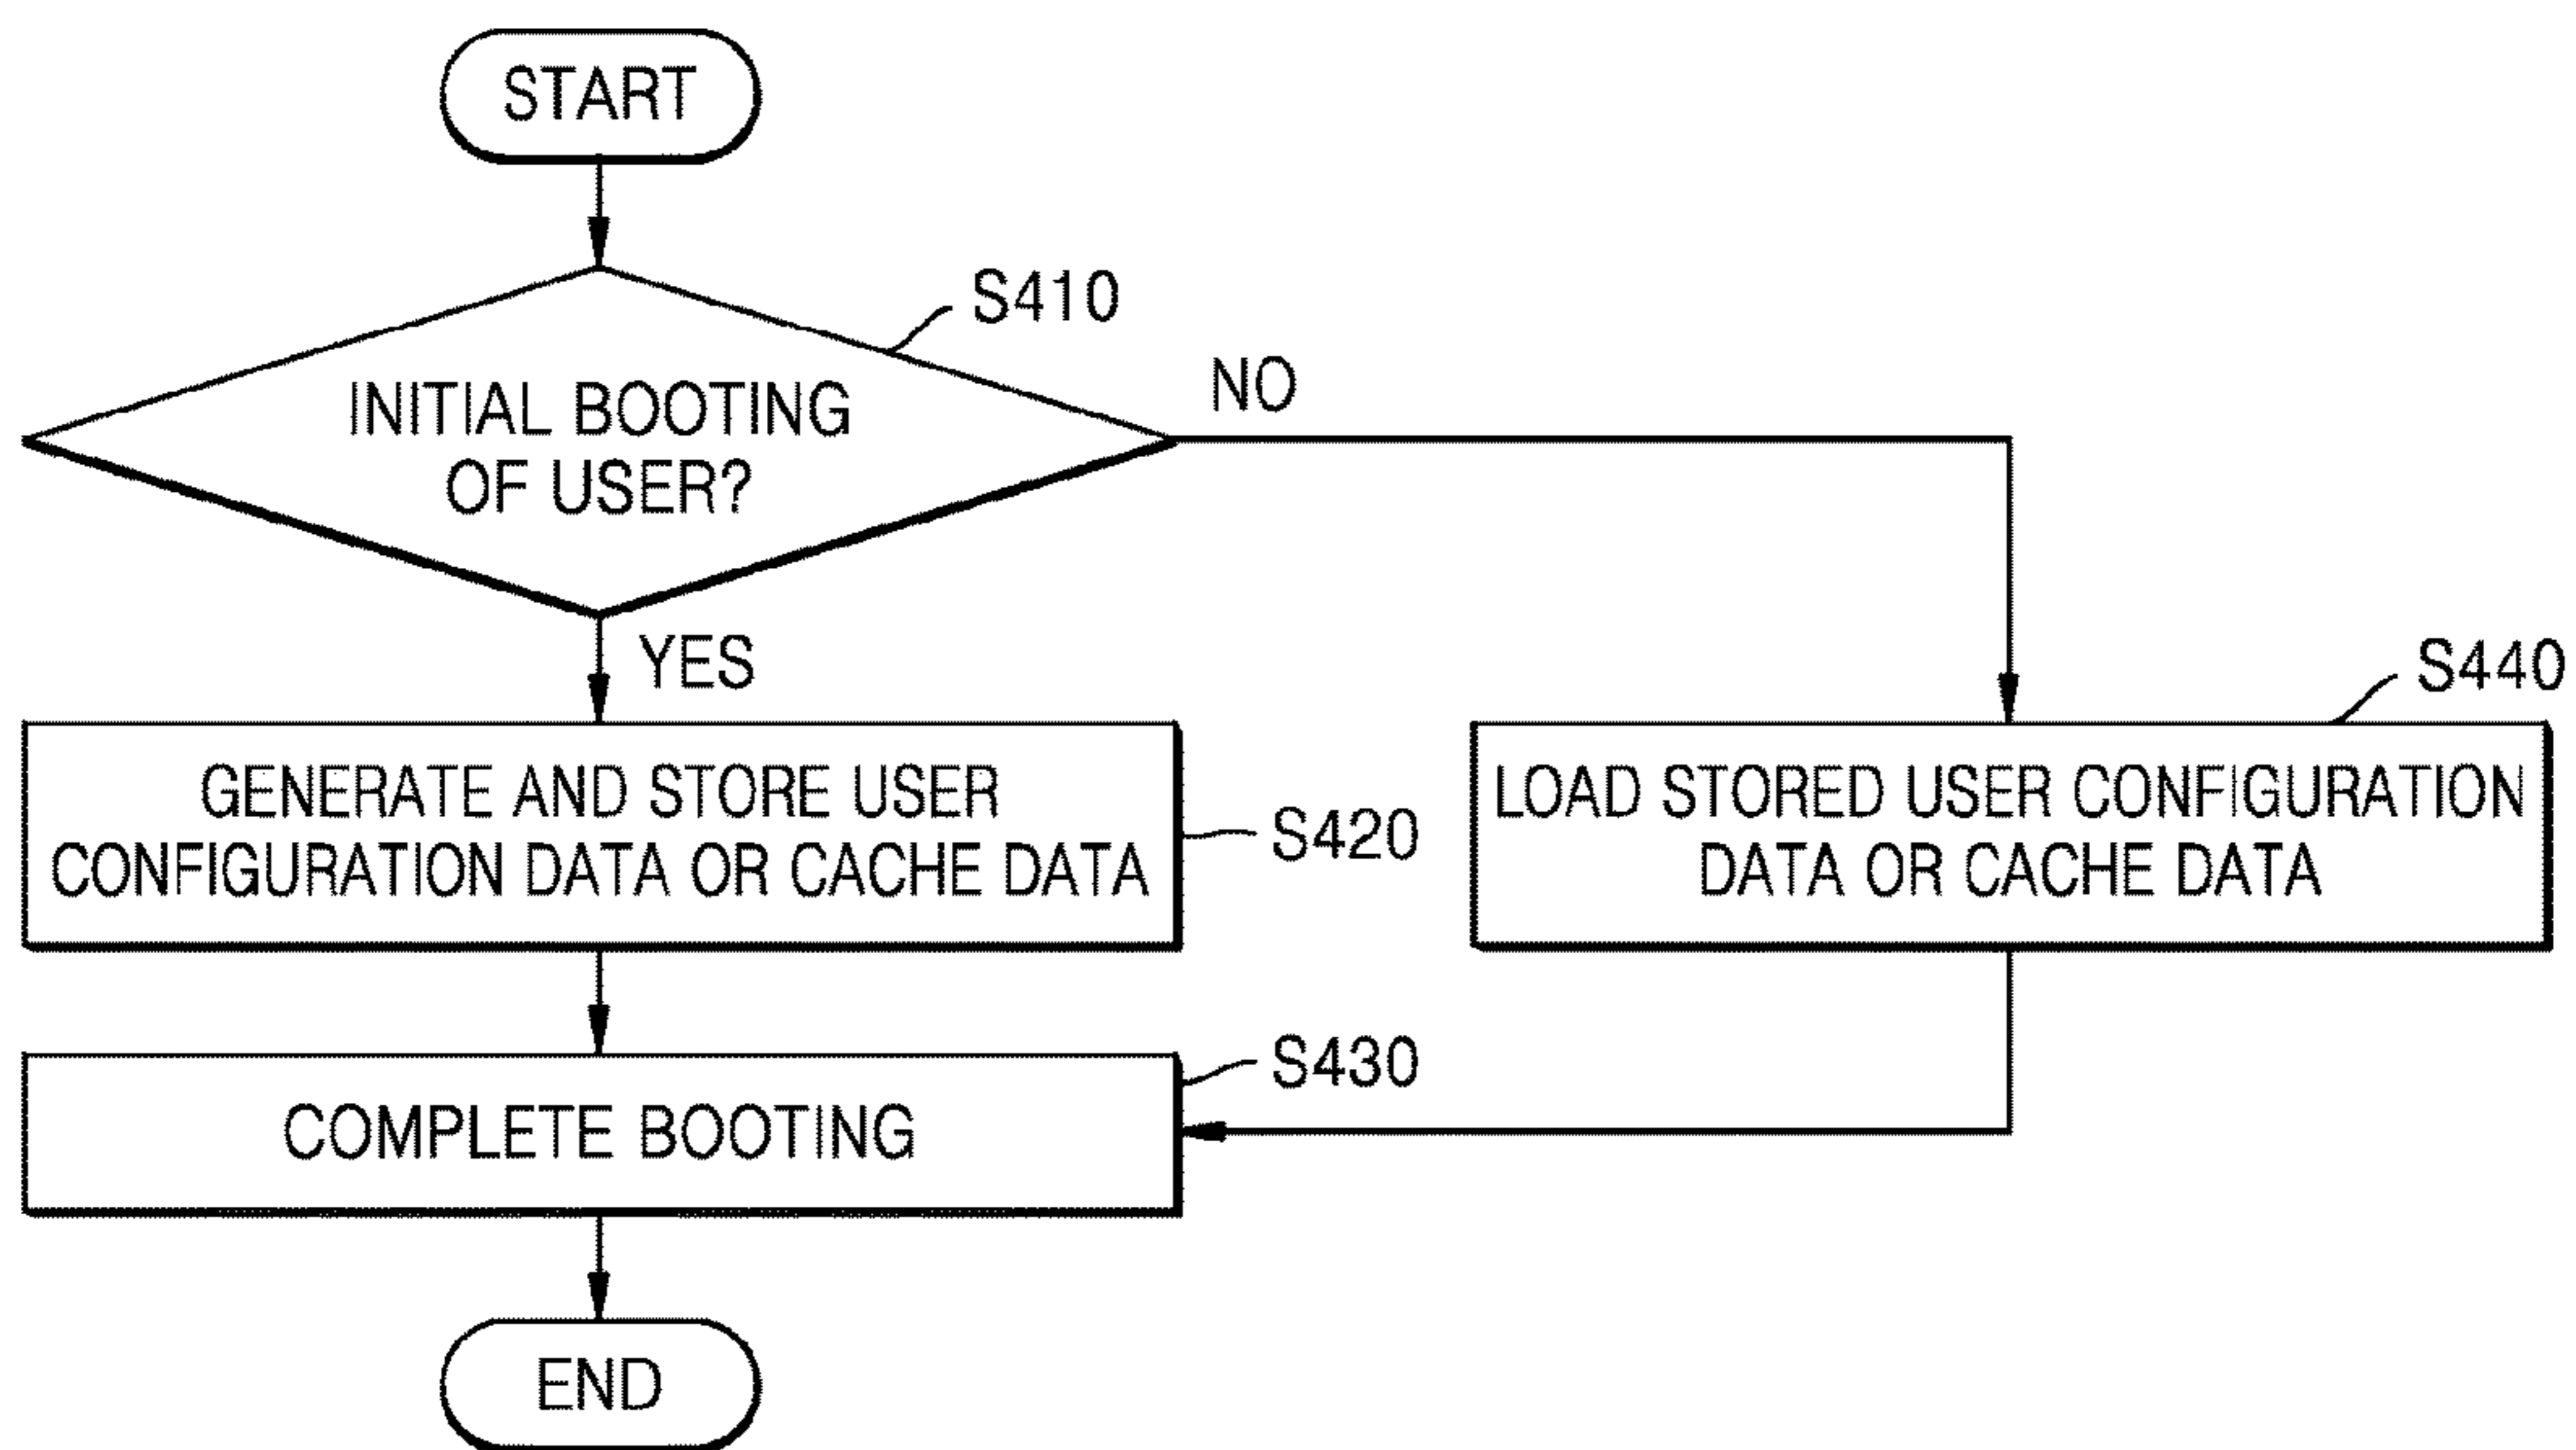 START
S410
INITIAL BOOTING
OF USER?
NO
YES
GENERATE AND STORE USER
CONFIGURATION DATA OR CACHE DATA
S420
S440
LOAD STORED USER CONFIGURATION
DATA OR CACHE DATA
COMPLETE BOOTING
S430
END